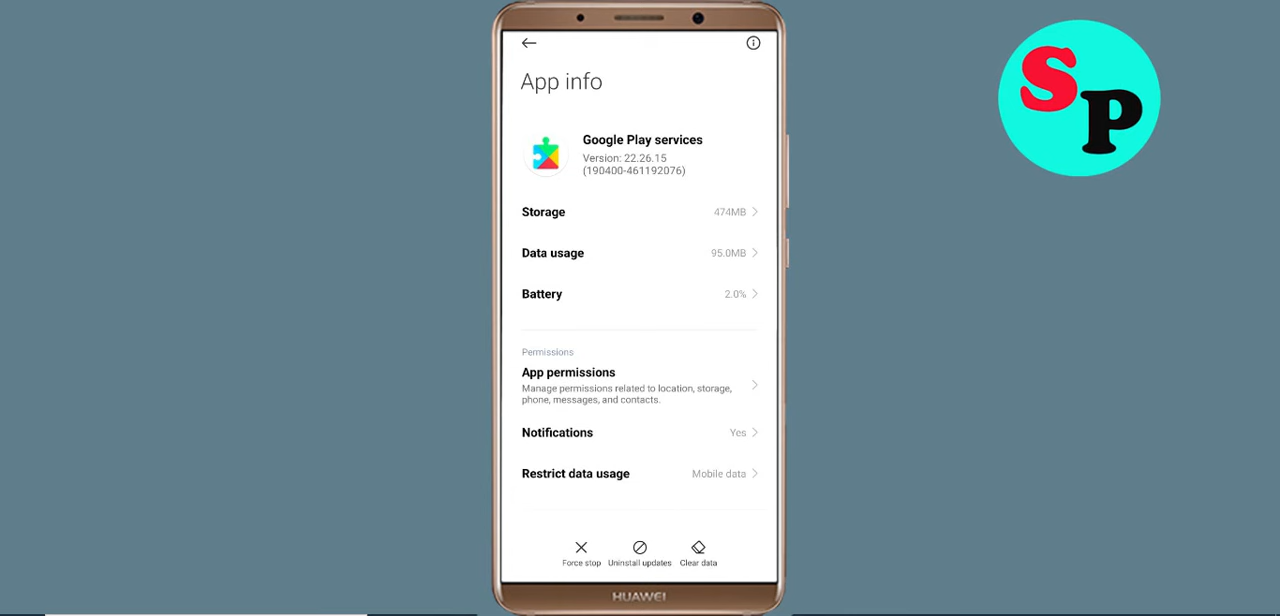 App info
Google Play services
Version: 22.26.15
(190400-461192076)
Storage 474MB
Data usage 95.0MB
Battery 2.0%
Permissions
App permissions
Manage permissions related to location, storage,
phone, messages, and contacts.
Notifications Yes
Restrict data usage Mobile data
Force stop Uninstall updates Clear data
HUAWEI
SP